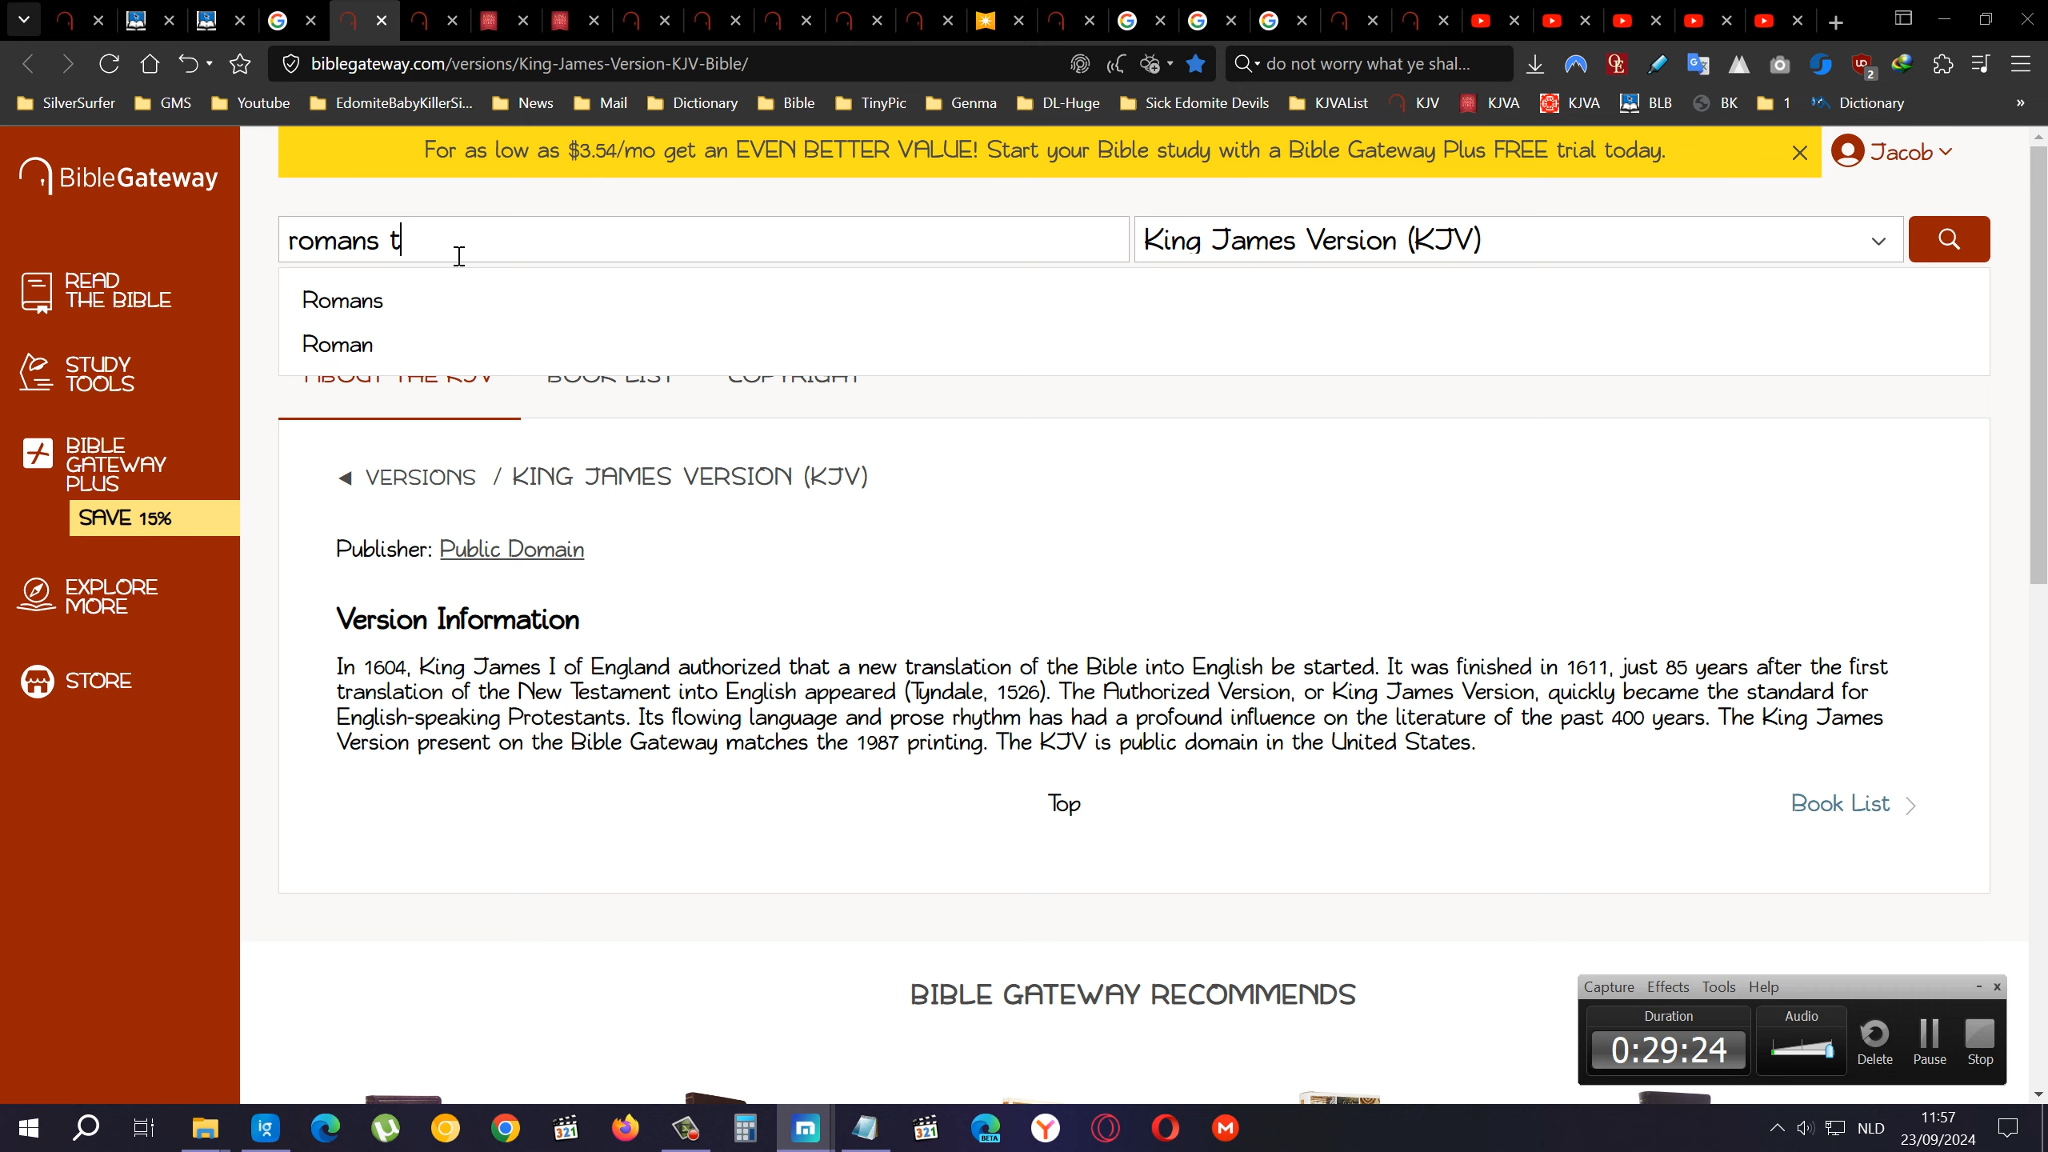 biblegateway.com/versions/King-James-Version-KJV-Bible/
do not worry what ye shal...
2
SilverSurfer
GMS
Youtube
EdomiteBabyKillerSi...
News
Mail
Dictionary
Bible
TinyPic
Genma
DL-Huge
Sick Edomite Devils
KJVAList
KJV
KJVA
KJVA
BLB
BK
1
Dictionary
»
BibleGateway
For as low as $3.54/mo get an EVEN BETTER VALUE! Start your Bible study with a Bible Gateway Plus FREE trial today.
Jacob
romans t
King James Version (KJV)
Romans
Roman
READ
THE BIBLE
STUDY
TOOLS
BIBLE
GATEWAY
PLUS
SAVE 15%
EXPLORE
MORE
STORE
ABOUT THE KJV
BOOK LIST
COPYRIGHT
VERSIONS / KING JAMES VERSION (KJV)
Publisher: Public Domain
Version Information
In 1604, King James I of England authorized that a new translation of the Bible into English be started. It was finished in 1611, just 85 years after the first
translation of the New Testament into English appeared (Tyndale, 1526). The Authorized Version, or King James Version, quickly became the standard for
English-speaking Protestants. Its flowing language and prose rhythm has had a profound influence on the literature of the past 400 years. The King James
Version present on the Bible Gateway matches the 1987 printing. The KJV is public domain in the United States.
Top
Book List
BIBLE GATEWAY RECOMMENDS
Capture Effects Tools Help
Duration
Audio
0:29:24
Delete
Pause
Stop
NLD
11:57
23/09/2024